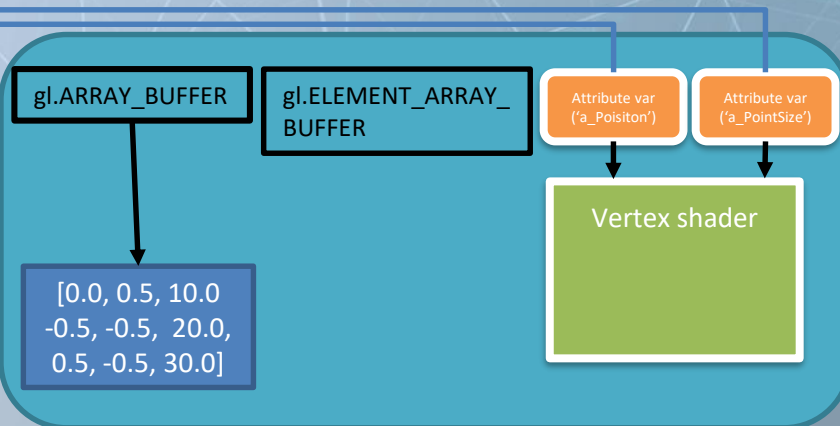 gl.ARRAY_BUFFER
gl.ELEMENT_ARRAY_
BUFFER
Attribute var
(‘a_Poisiton’)
Attribute var
(‘a_PointSize’)
Vertex shader
[0.0, 0.5, 10.0
-0.5, -0.5, 20.0,
0.5, -0.5, 30.0]